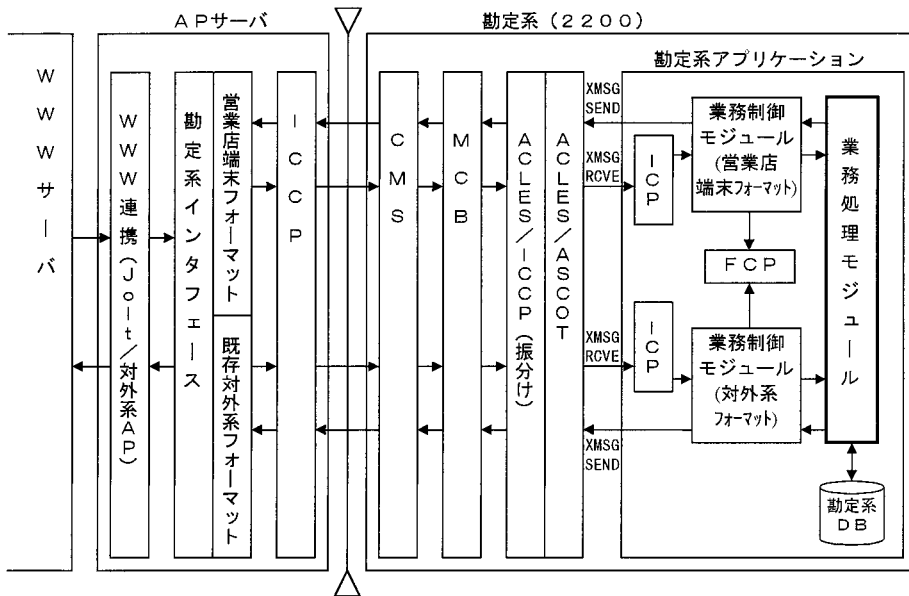 APサーバ
勘定系(2200)
WWWサーバ
WWW連携(Jolt/対外系AP)
勘定系インタフェース
営業店端末フォーマット
既存対外系フォーマット
ICCP
CMS
MCB
ACLES/ICCP(振分け)
ACLES/ASCOT
XMSG
SEND
XMSG
RCVE
XMSG
RCVE
XMSG
SEND
勘定系アプリケーション
ICP
業務制御
モジュール
(営業店
端末フォーマット)
FCP
ICP
業務制御
モジュール
(対外系
フォーマット)
業務処理モジュール
勘定系
DB